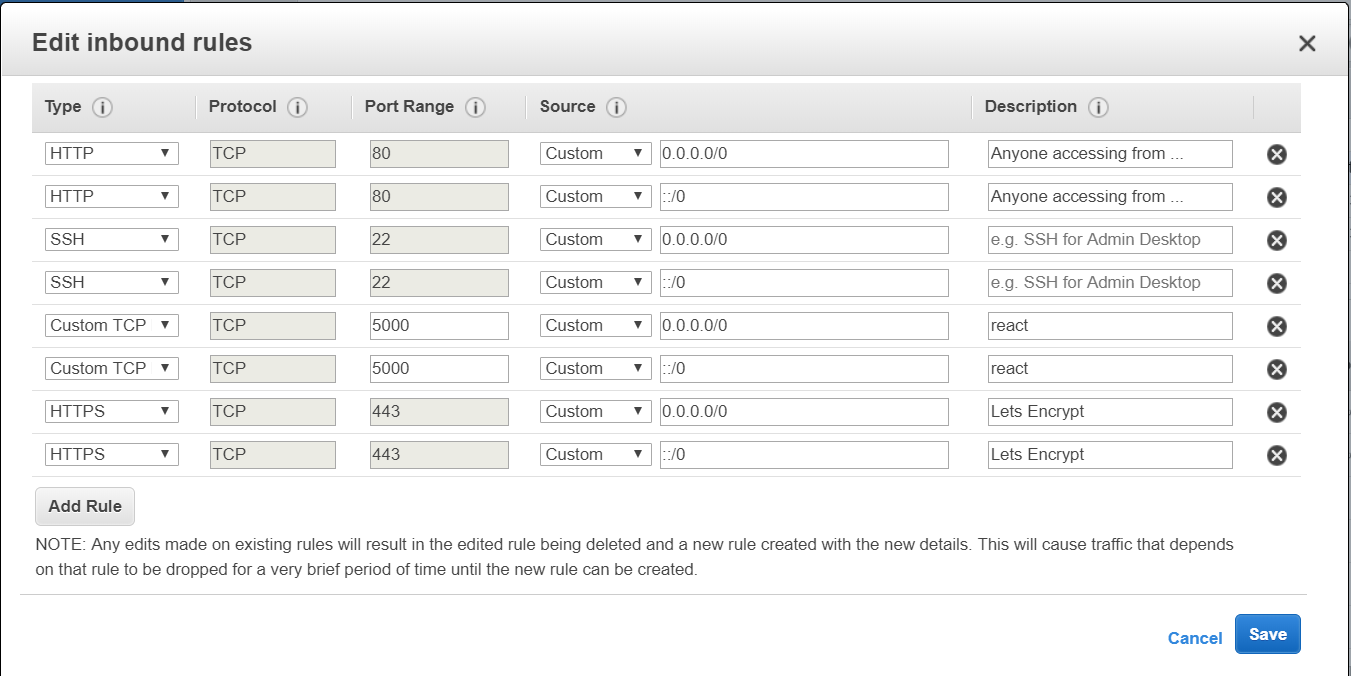 Edit inbound rules
Type Protocol Port Range Source Description
HTTP TCP 80 Custom 0.0.0.0/0 Anyone accessing from ...
HTTP TCP 80 Custom ::/0 Anyone accessing from ...
SSH TCP 22 Custom 0.0.0.0/0 e.g. SSH for Admin Desktop
SSH TCP 22 Custom ::/0 e.g. SSH for Admin Desktop
Custom TCP TCP 5000 Custom 0.0.0.0/0 react
Custom TCP TCP 5000 Custom ::/0 react
HTTPS TCP 443 Custom 0.0.0.0/0 Lets Encrypt
HTTPS TCP 443 Custom ::/0 Lets Encrypt
Add Rule
NOTE: Any edits made on existing rules will result in the edited rule being deleted and a new rule created with the new details. This will cause traffic that depends
on that rule to be dropped for a very brief period of time until the new rule can be created.
Cancel Save